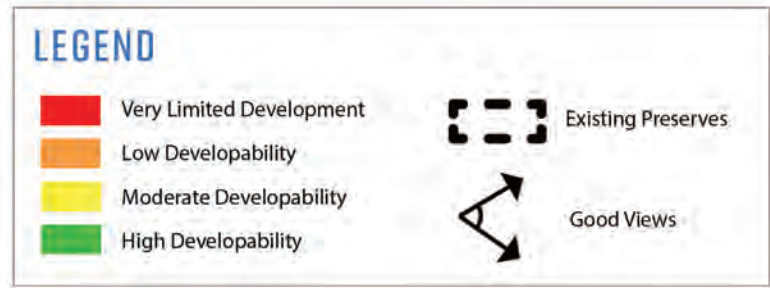 LEGEND
Very Limited Development
Low Developability
Moderate Developability
High Developability
Existing Preserves
Good Views